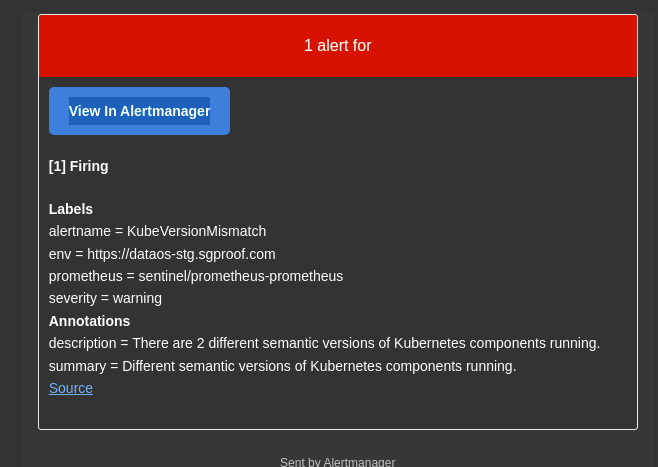 1 alert for
View In Alertmanager
[1] Firing
Labels
alertname = KubeVersionMismatch
env = https://dataos-stg.sgproof.com
prometheus = sentinel/prometheus-prometheus
severity = warning
Annotations
description = There are 2 different semantic versions of Kubernetes components running.
summary = Different semantic versions of Kubernetes components running.
Source
Sent by Alertmanager